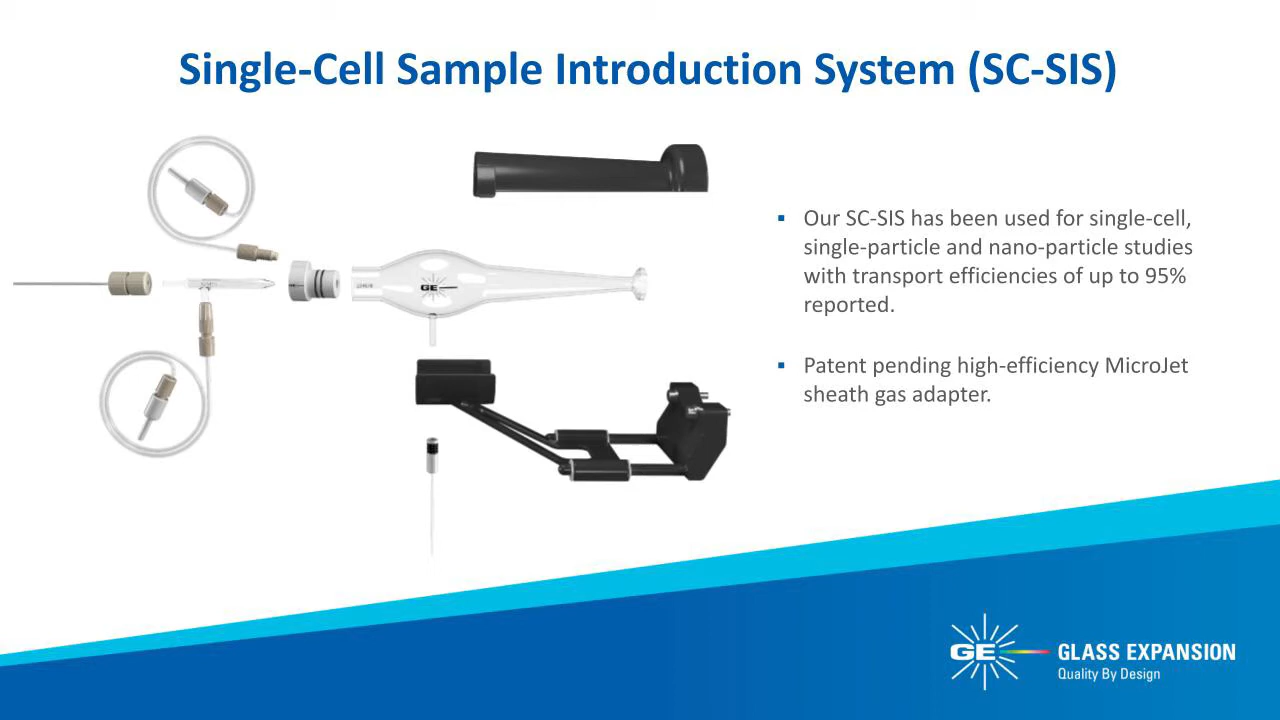 Single-Cell Sample Introduction System (SC-SIS)
GE
▪ Our SC-SIS has been used for single-cell,
single-particle and nano-particle studies
with transport efficiencies of up to 95%
reported.
▪ Patent pending high-efficiency MicroJet
sheath gas adapter.
GE
GLASS EXPANSION
Quality By Design